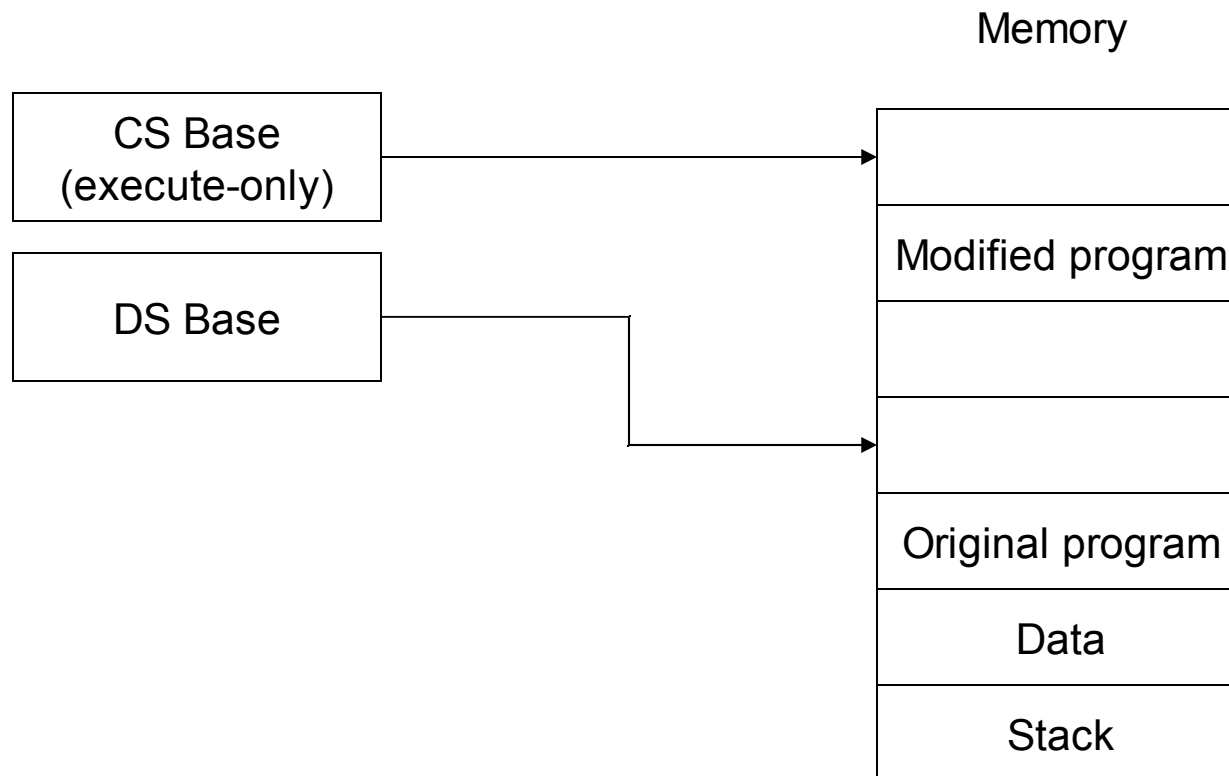 Memory
CS Base
(execute-only)
DS Base
Modified program
Original program
Data
Stack